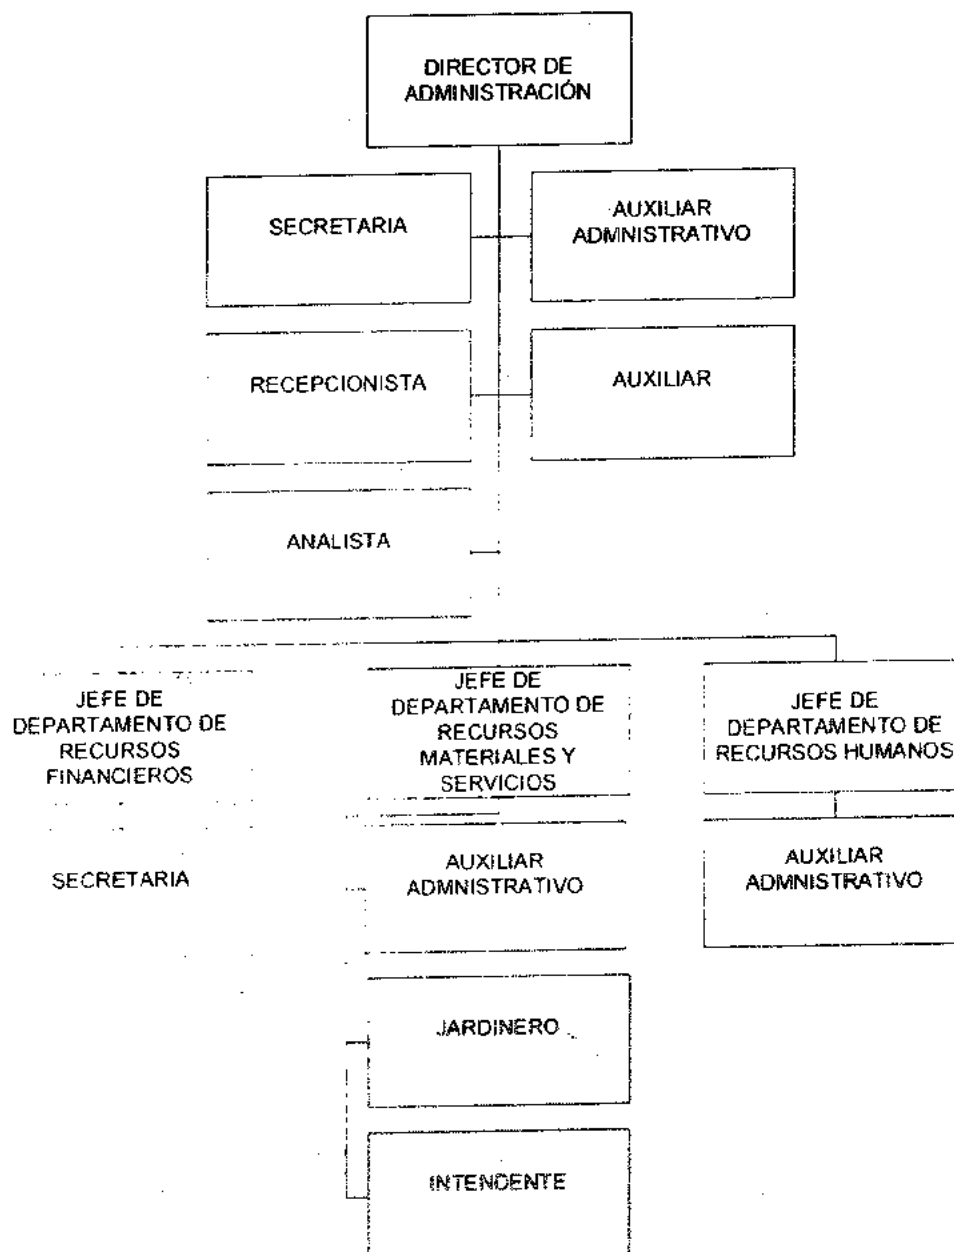 DIRECTOR DE
ADMINISTRACIÓN
SECRETARIA
AUXILIAR
ADMNISTRATIVO
RECEPCIONISTA
AUXILIAR
ANALISTA
JEFE DE
DEPARTAMENTO DE
RECURSOS
FINANCIEROS
JEFE DE
DEPARTAMENTO DE
RECURSOS
MATERIALES Y
SERVICIOS
JEFE DE
DEPARTAMENTO DE
RECURSOS HUMANOS
SECRETARIA
AUXILIAR
ADMNISTRATIVO
AUXILIAR
ADMNISTRATIVO
JARDINERO
INTENDENTE